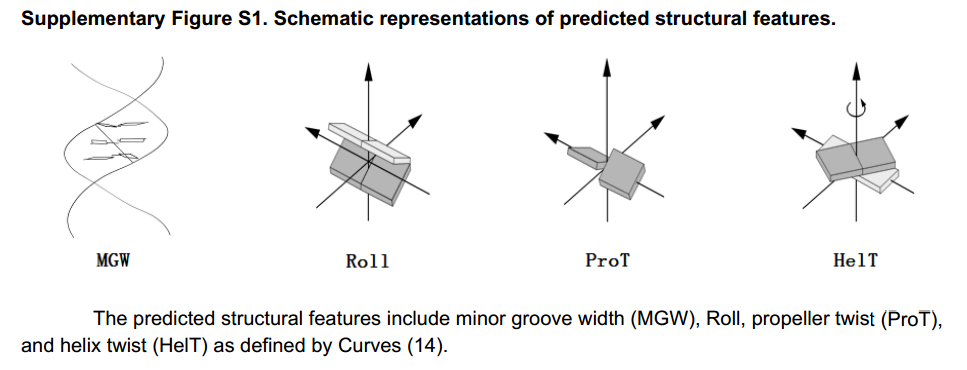 Supplementary Figure S1. Schematic representations of predicted structural features.
MGW Roll ProT HelT
The predicted structural features include minor groove width (MGW), Roll, propeller twist (ProT),
and helix twist (HelT) as defined by Curves (14).